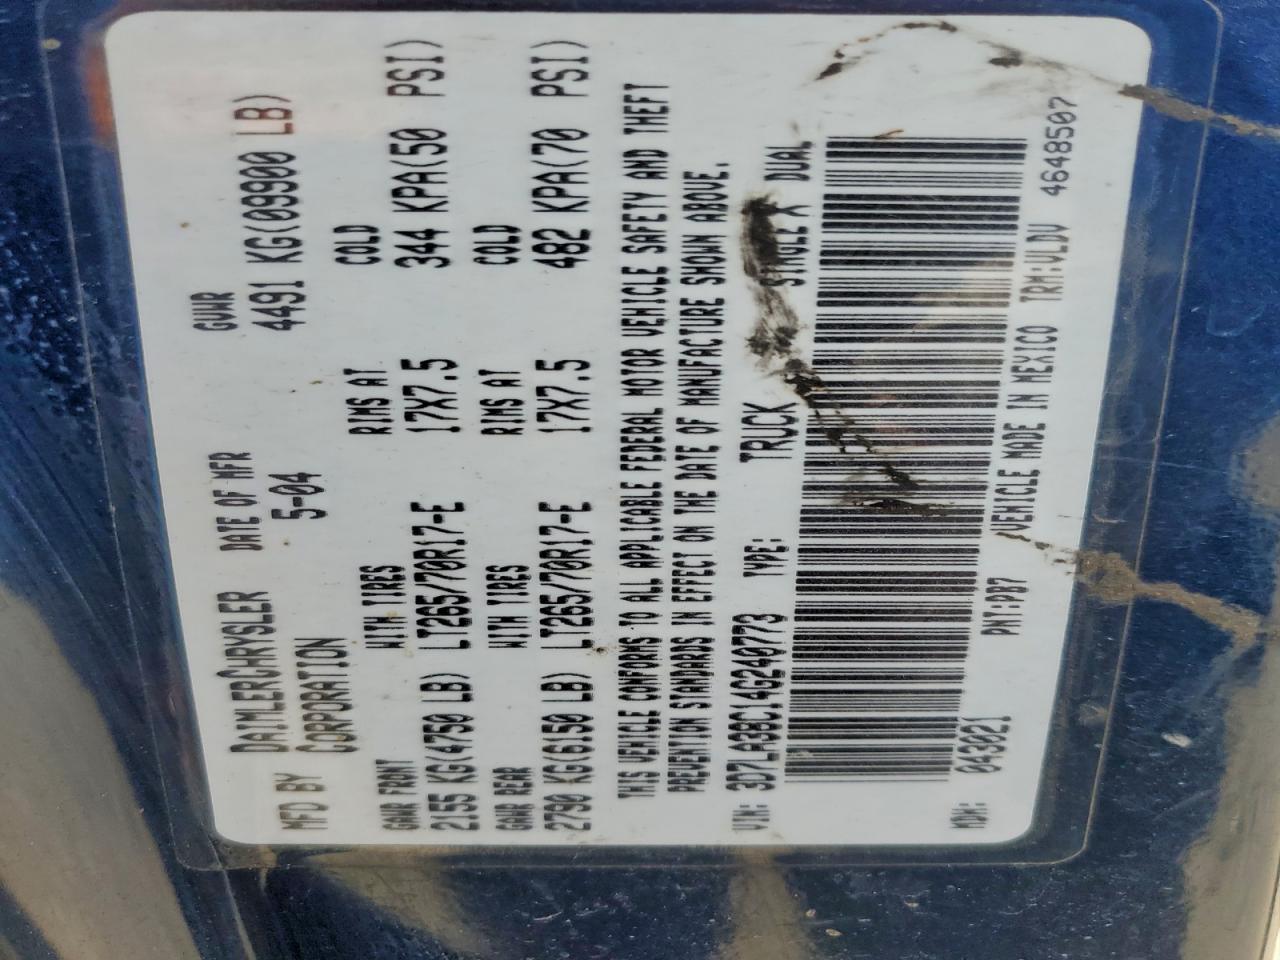 MFD BY DAIMLERCHRYSLER CORPORATION DATE OF MFR 5-04 GVWR 4491 KG(09900 LB)
GAWR FRONT WITH TIRES RIMS AT COLD
2155 KG(4750 LB) LT265/70R17-E 17X7.5 344 KPA(50 PSI)
GAWR REAR WITH TIRES RIMS AT COLD
2790 KG(6150 LB) LT265/70R17-E 17X7.5 482 KPA(70 PSI)
THIS VEHICLE CONFORMS TO ALL APPLICABLE FEDERAL MOTOR VEHICLE SAFETY AND THEFT
PREVENTION STANDARDS IN EFFECT ON THE DATE OF MANUFACTURE SHOWN ABOVE.
VIN: 3D7LA38C14G240773 TYPE: TRUCK SINGLE X DUAL
MDH: 043021 PNT:PB7 VEHICLE MADE IN MEXICO TRM:VLDV 4648507